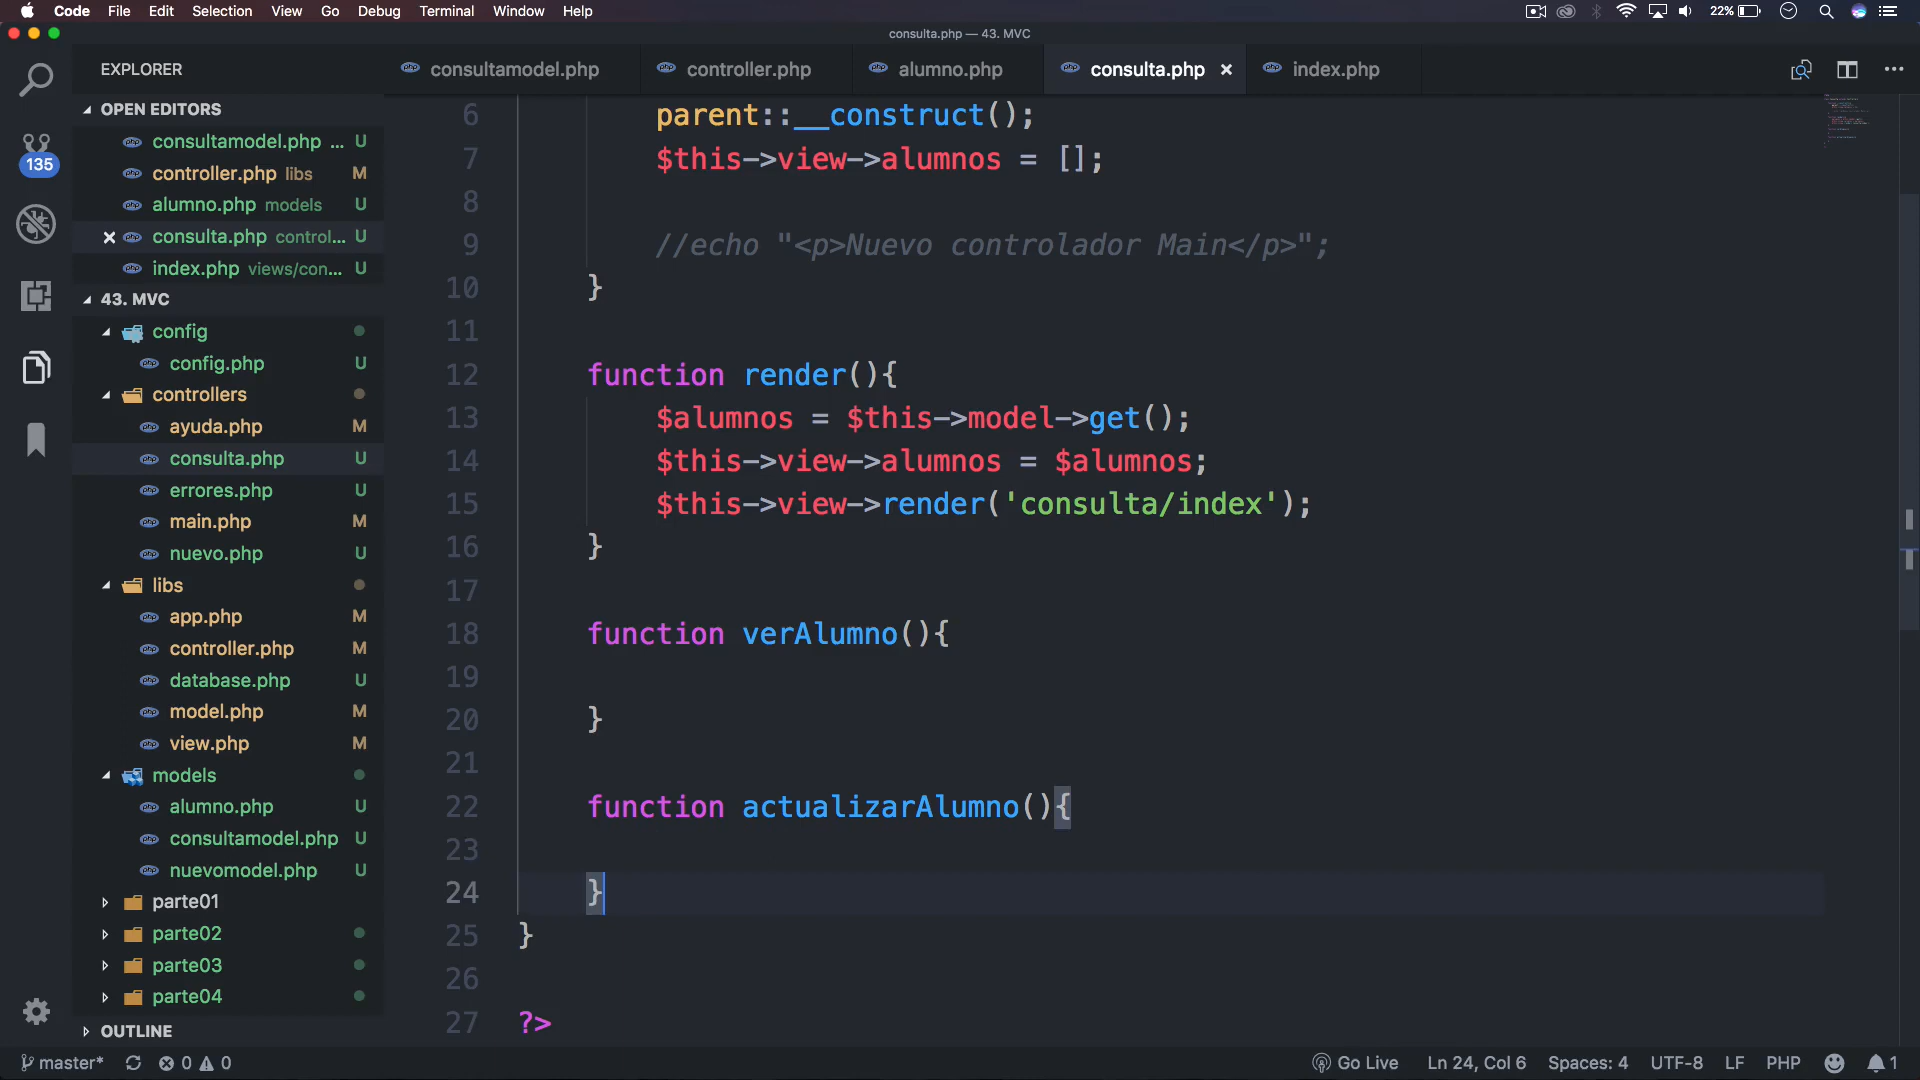 Code File Edit Selection View Go Debug Terminal Window Help 22%
consulta.php — 43. MVC
EXPLORER
consultamodel.php controller.php alumno.php consulta.php × index.php
OPEN EDITORS
consultamodel.php ... U
controller.php libs M
alumno.php models U
consulta.php control... U
index.php views/con... U
135
43. MVC
config
config.php U
controllers
ayuda.php M
consulta.php U
errores.php U
main.php M
nuevo.php U
libs
app.php M
controller.php M
database.php U
model.php M
view.php M
models
alumno.php U
consultamodel.php U
nuevomodel.php U
parte01
parte02
parte03
parte04
OUTLINE
6 parent::__construct();
7 $this->view->alumnos = [];
8
9 //echo "<p>Nuevo controlador Main</p>";
10 }
11
12 function render(){
13 $alumnos = $this->model->get();
14 $this->view->alumnos = $alumnos;
15 $this->view->render('consulta/index');
16 }
17
18 function verAlumno(){
19
20 }
21
22 function actualizarAlumno(){
23
24 }
25 }
26
27 ?>
master* 0 0 Go Live Ln 24, Col 6 Spaces: 4 UTF-8 LF PHP 1